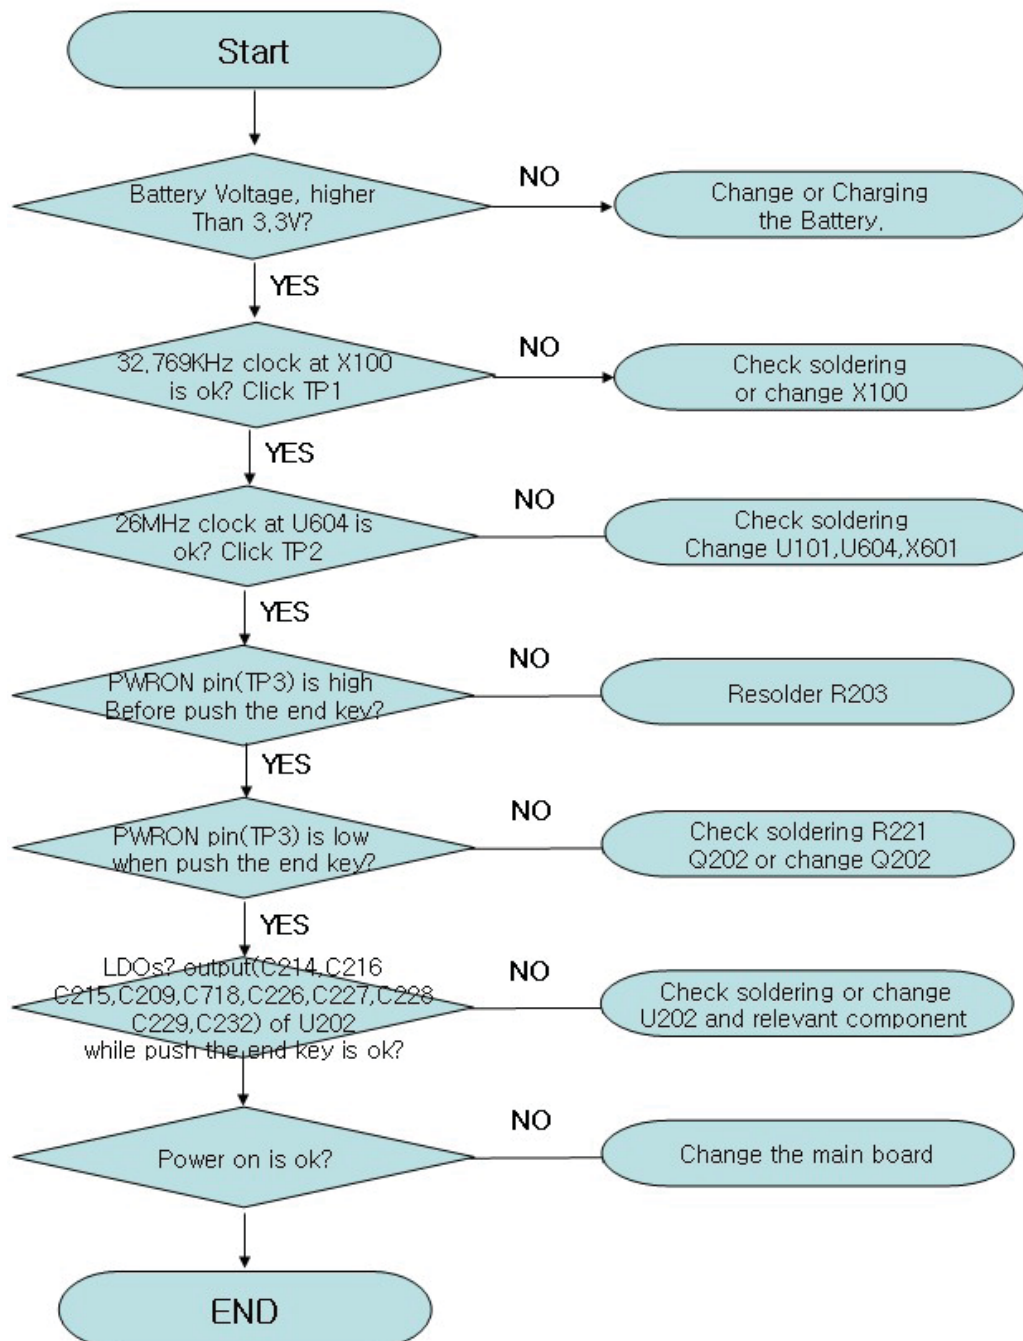 Start
Battery Voltage, higher
Than 3.3V?
NO
Change or Charging
the Battery.
YES
32.769KHz clock at X100
is ok? Click TP1
NO
Check soldering
or change X100
YES
26MHz clock at U604 is
ok? Click TP2
NO
Check soldering
Change U101,U604,X601
YES
PWRON pin(TP3) is high
Before push the end key?
NO
Resolder R203
YES
PWRON pin(TP3) is low
when push the end key?
NO
Check soldering R221
Q202 or change Q202
YES
LDOs? output(C214,C216
C215,C209,C718,C226,C227,C228
C229,C232) of U202
while push the end key is ok?
NO
Check soldering or change
U202 and relevant component
Power on is ok?
NO
Change the main board
END